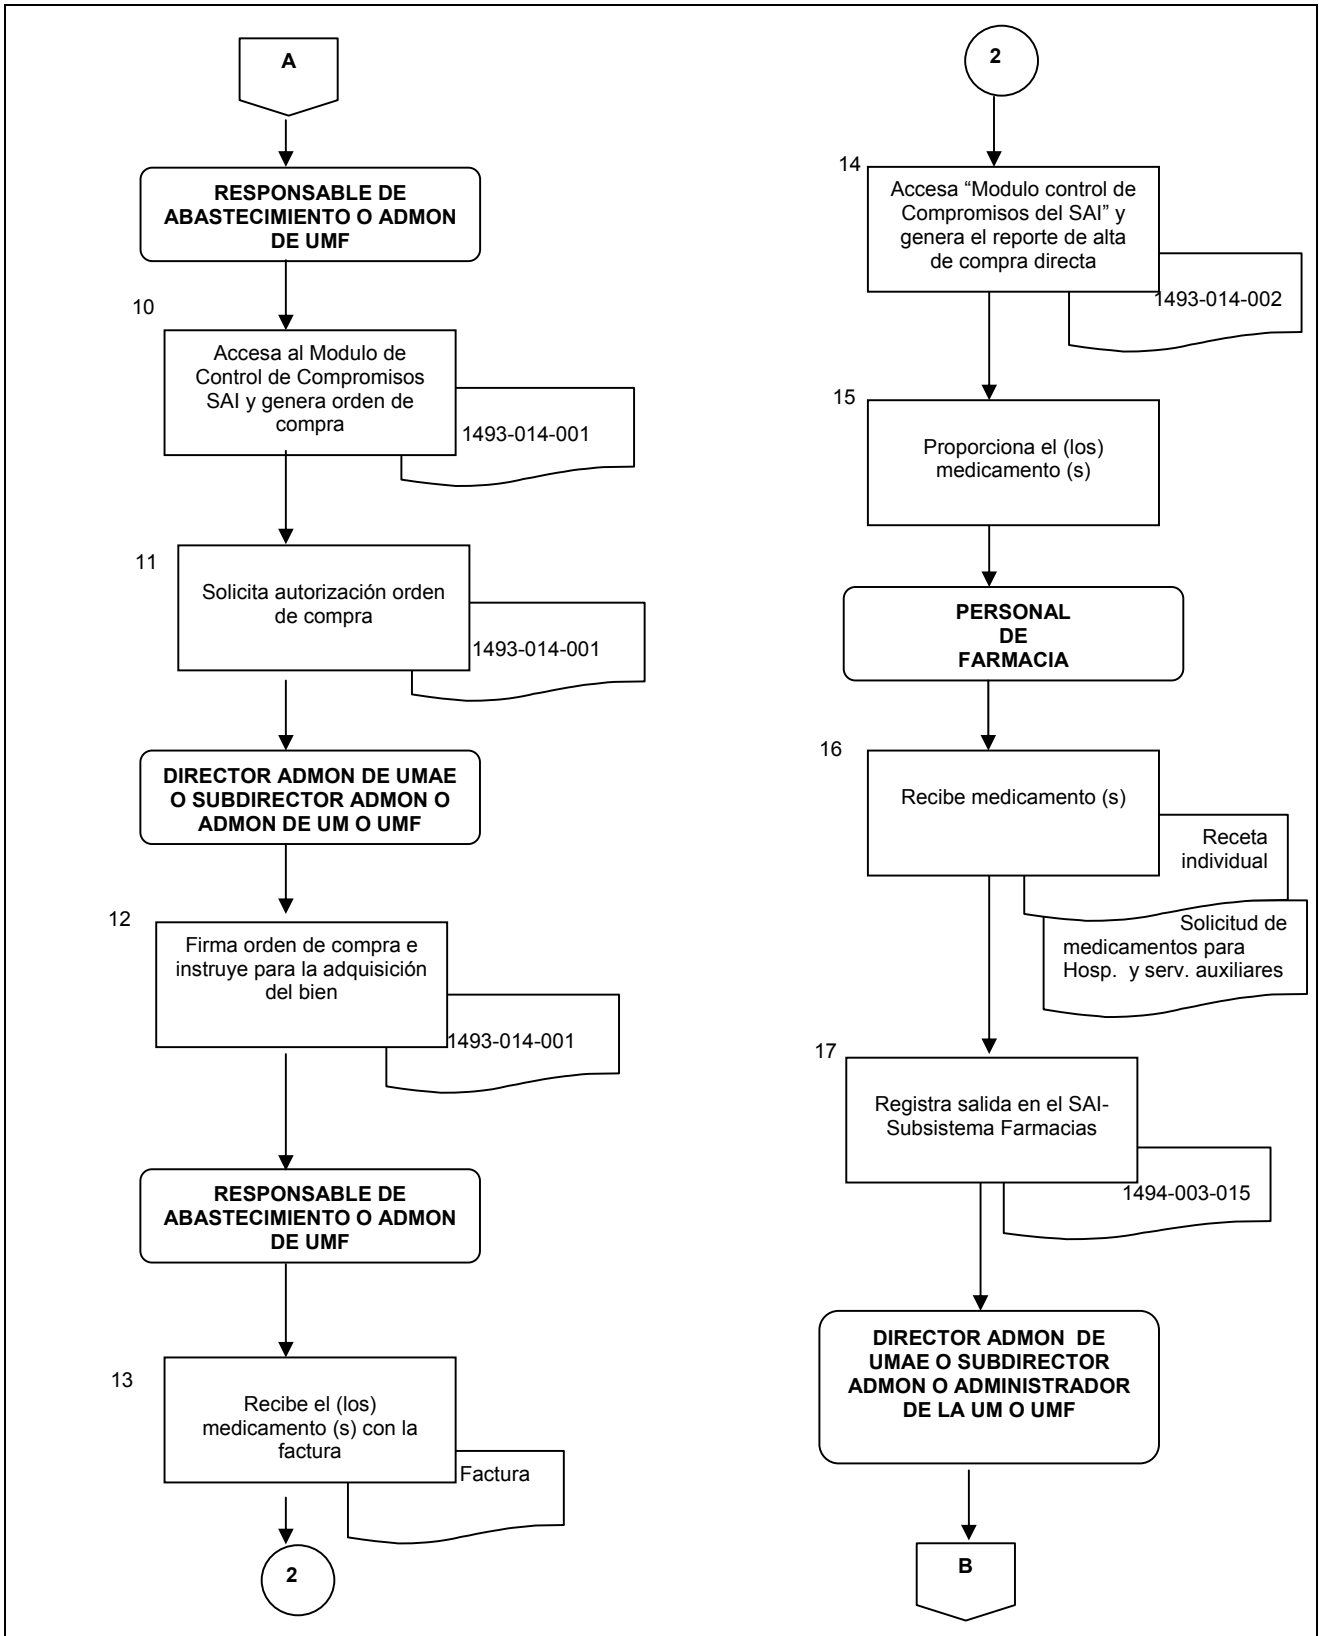 A
RESPONSABLE DE
ABASTECIMIENTO O ADMON
DE UMF
10
Accesa al Modulo de
Control de Compromisos
SAI y genera orden de
compra
1493-014-001
11
Solicita autorización orden
de compra
1493-014-001
DIRECTOR ADMON DE UMAE
O SUBDIRECTOR ADMON O
ADMON DE UM O UMF
12
Firma orden de compra e
instruye para la adquisición
del bien
1493-014-001
RESPONSABLE DE
ABASTECIMIENTO O ADMON
DE UMF
13
Recibe el (los)
medicamento (s) con la
factura
Factura
2
2
14
Accesa “Modulo control de
Compromisos del SAI” y
genera el reporte de alta
de compra directa
1493-014-002
15
Proporciona el (los)
medicamento (s)
PERSONAL
DE
FARMACIA
16
Recibe medicamento (s)
Receta
individual
Solicitud de
medicamentos para
Hosp. y serv. auxiliares
17
Registra salida en el SAI-
Subsistema Farmacias
1494-003-015
DIRECTOR ADMON DE
UMAE O SUBDIRECTOR
ADMON O ADMINISTRADOR
DE LA UM O UMF
B